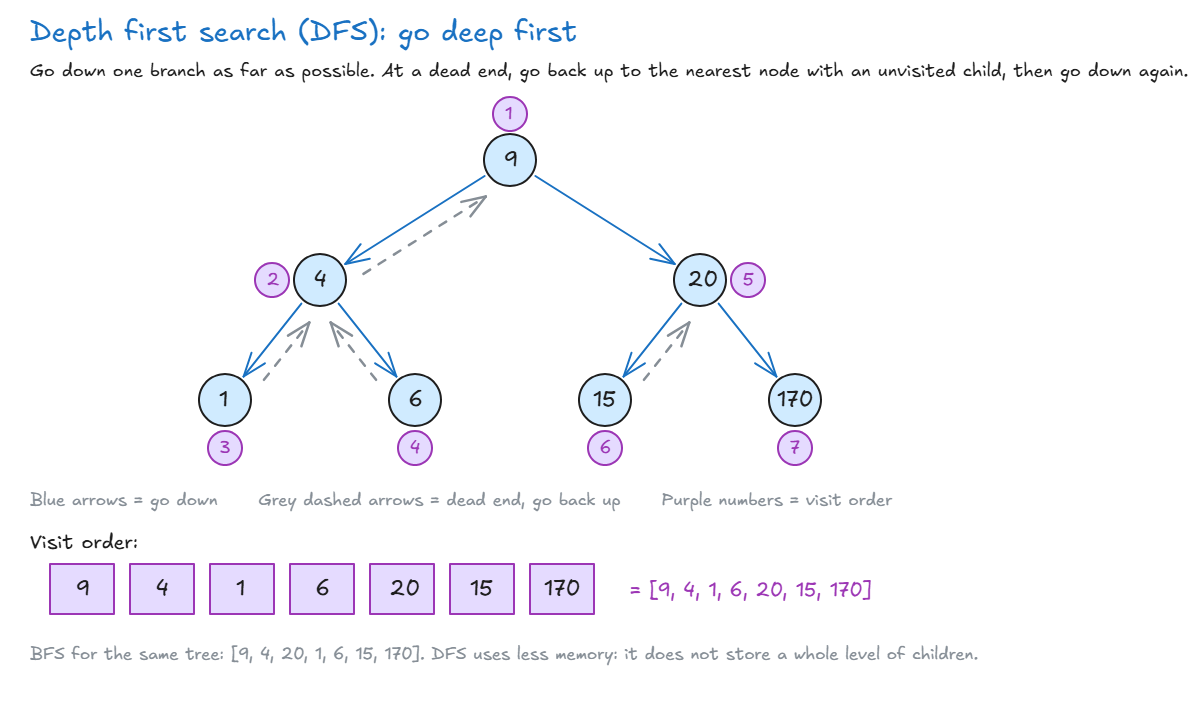 Depth first search (DFS): go deep first
Go down one branch as far as possible. At a dead end, go back up to the nearest node with an unvisited child, then go down again.
1
9
2 4 20 5
1 6 15 170
3 4 6 7
Blue arrows = go down Grey dashed arrows = dead end, go back up Purple numbers = visit order
Visit order:
9 4 1 6 20 15 170 = [9, 4, 1, 6, 20, 15, 170]
BFS for the same tree: [9, 4, 20, 1, 6, 15, 170]. DFS uses less memory: it does not store a whole level of children.